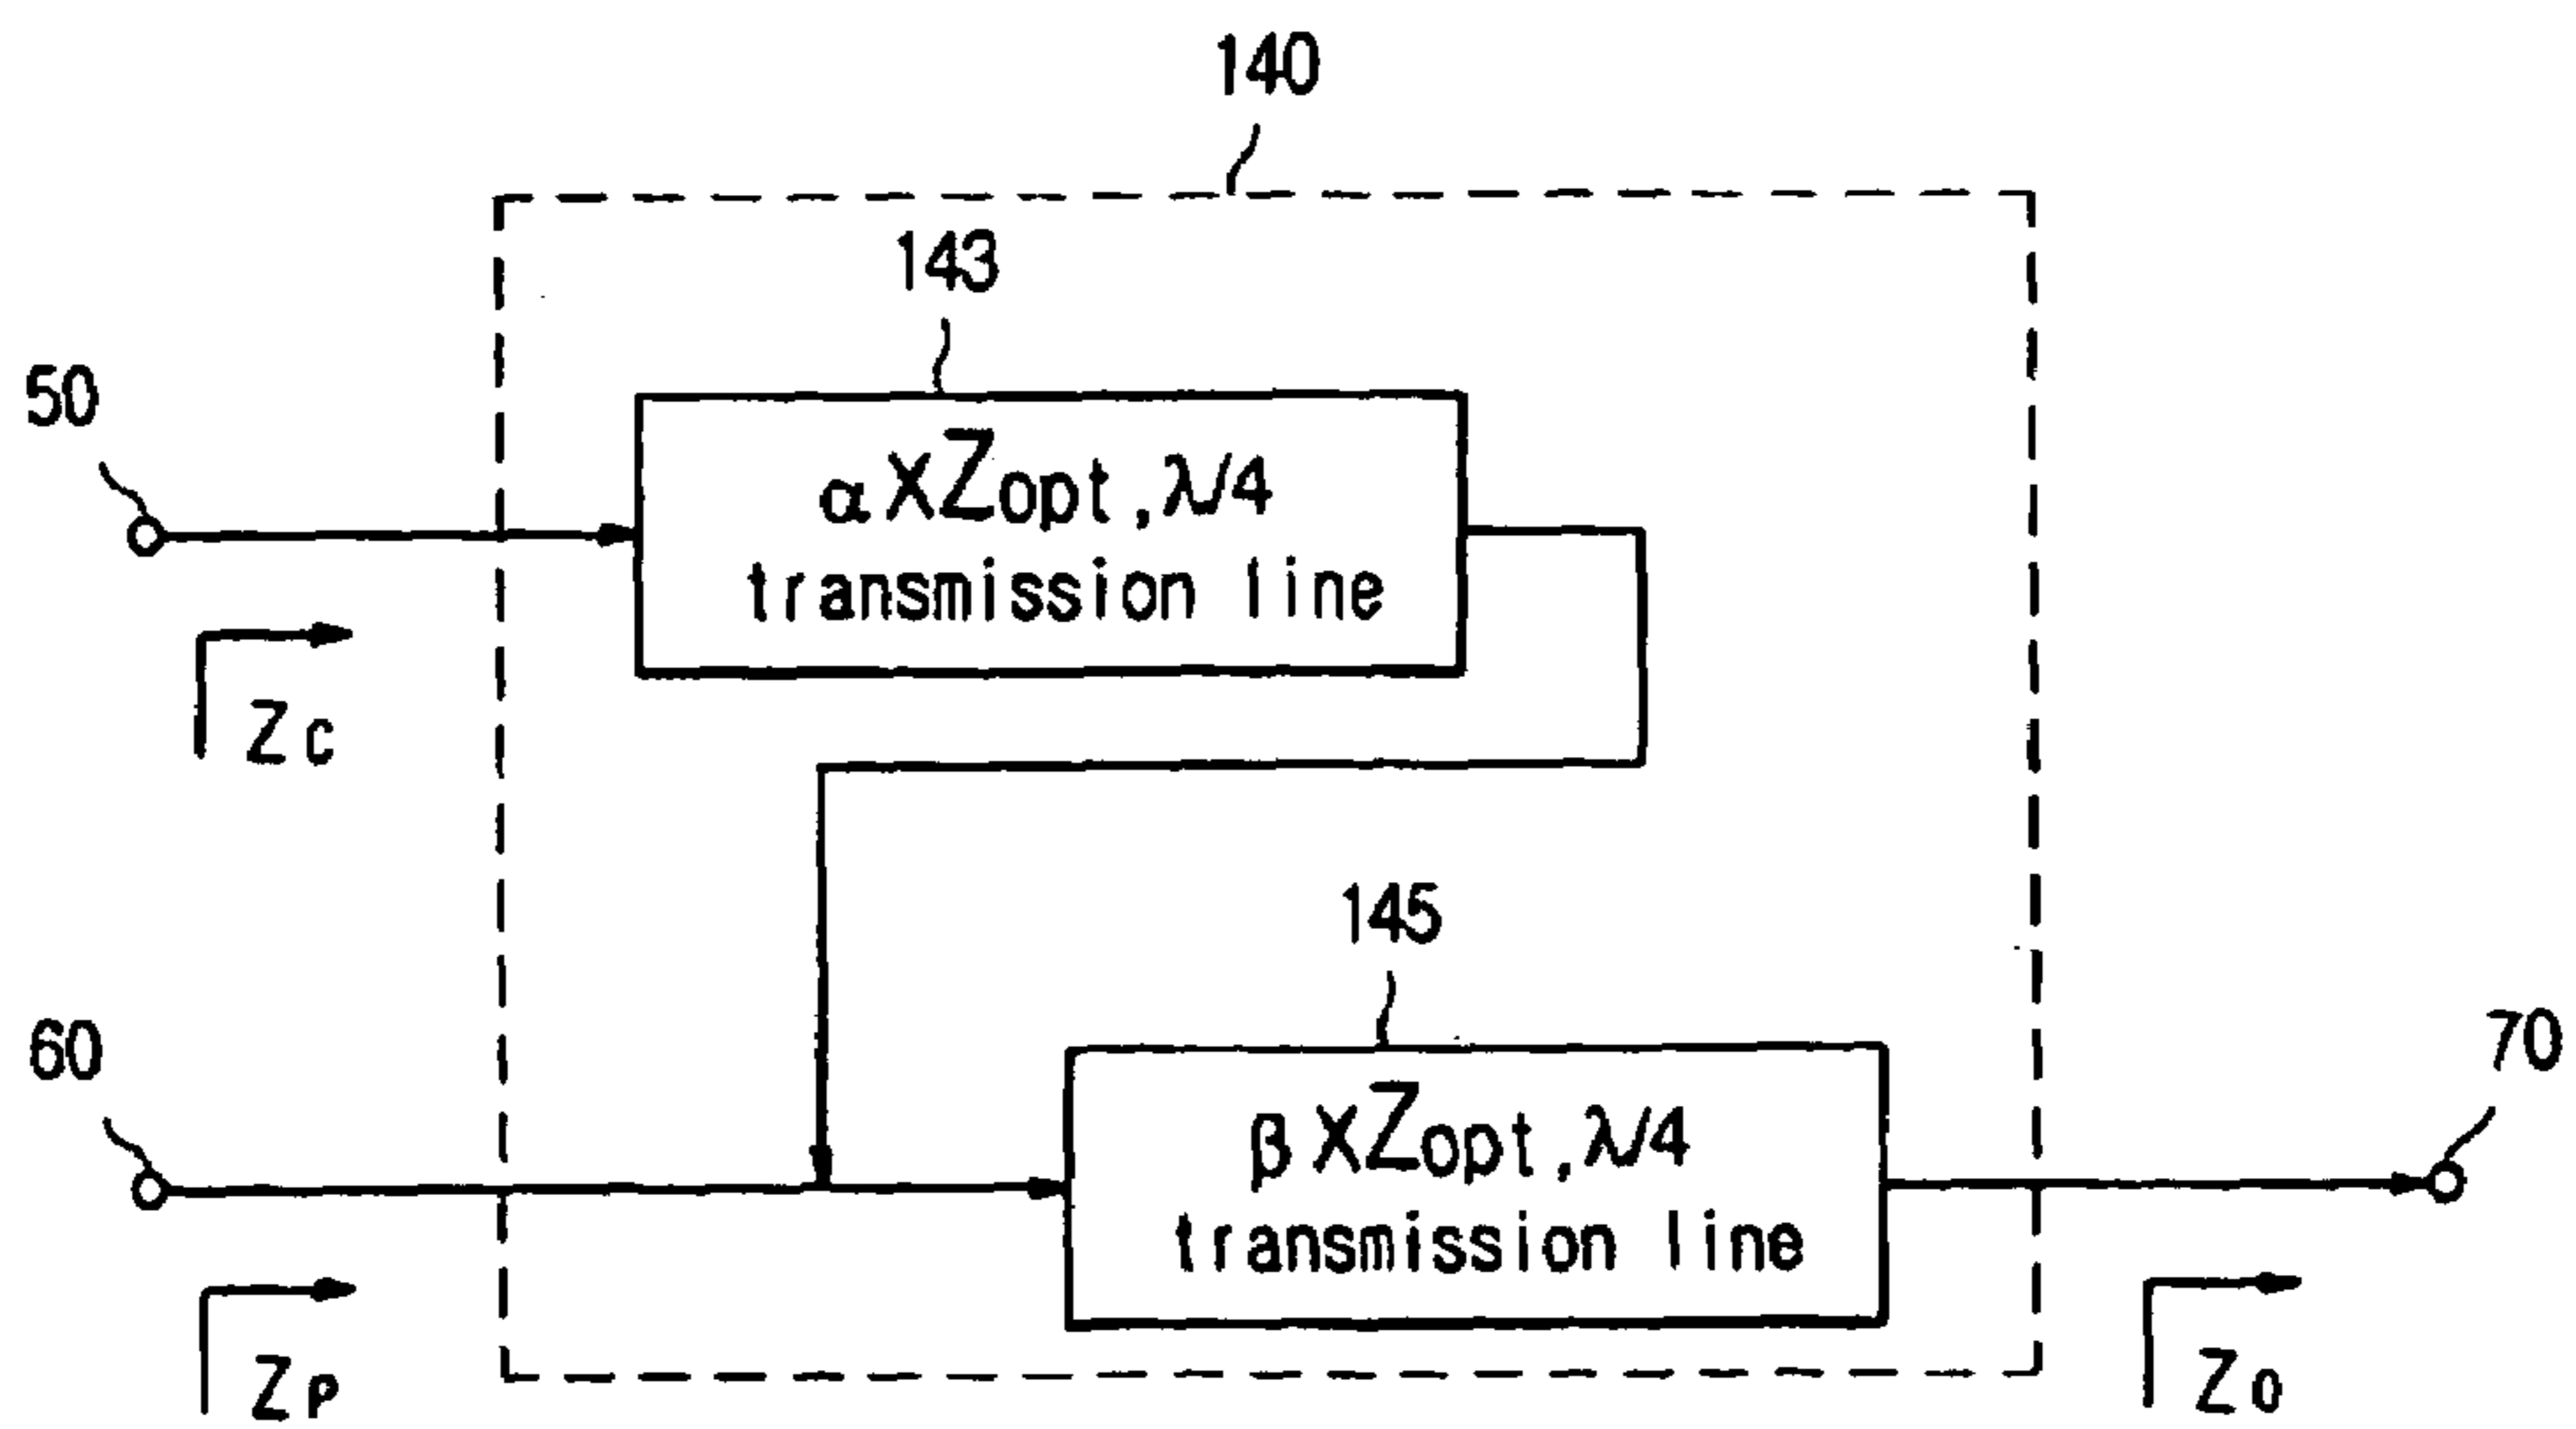 140
143
50
αXZopt, λ/4
transmission line
Zc
145
60
70
βXZopt, λ/4
transmission line
Zp
Zo